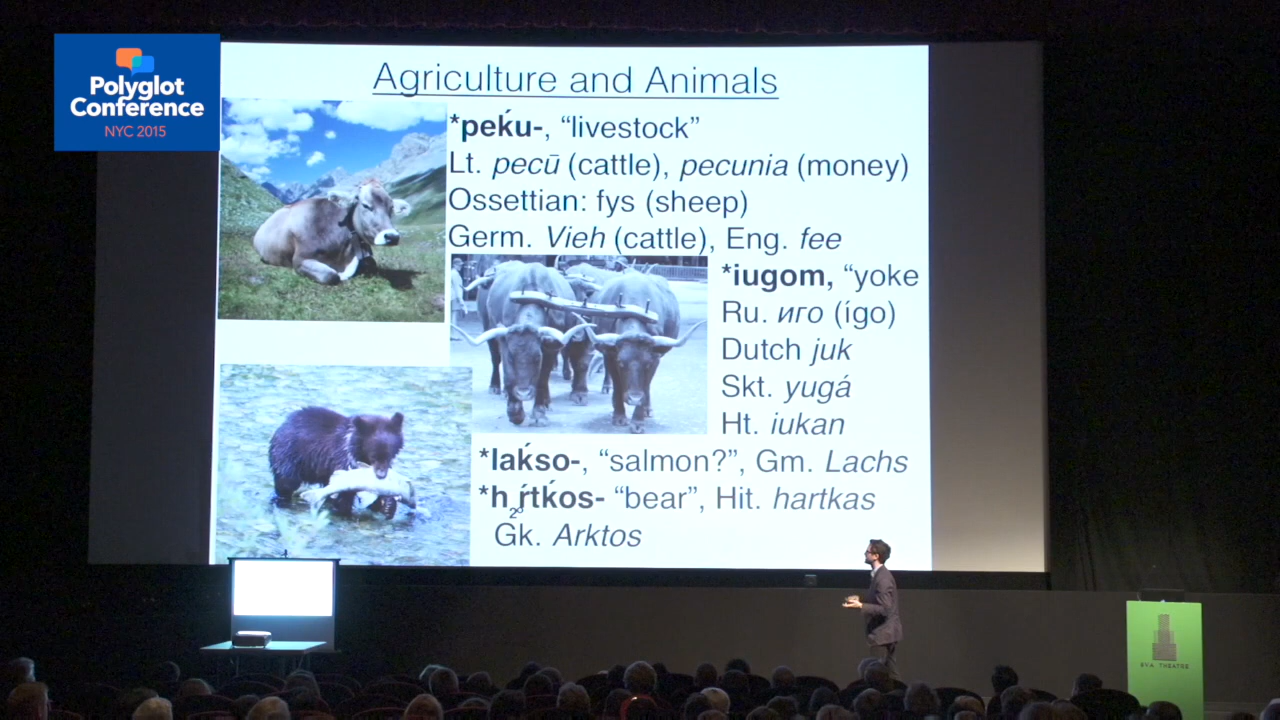 Polyglot
Conference
NYC 2015
Agriculture and Animals
*peḱu-, “livestock”
Lt. pecū (cattle), pecunia (money)
Ossettian: fys (sheep)
Germ. Vieh (cattle), Eng. fee
*iugom, “yoke
Ru. иго (ígo)
Dutch juk
Skt. yugá
Ht. iukan
*laḱso-, “salmon?”, Gm. Lachs
*h₂ŕ̥tḱos- “bear”, Hit. hartkas
Gk. Arktos
SVA THEATRE